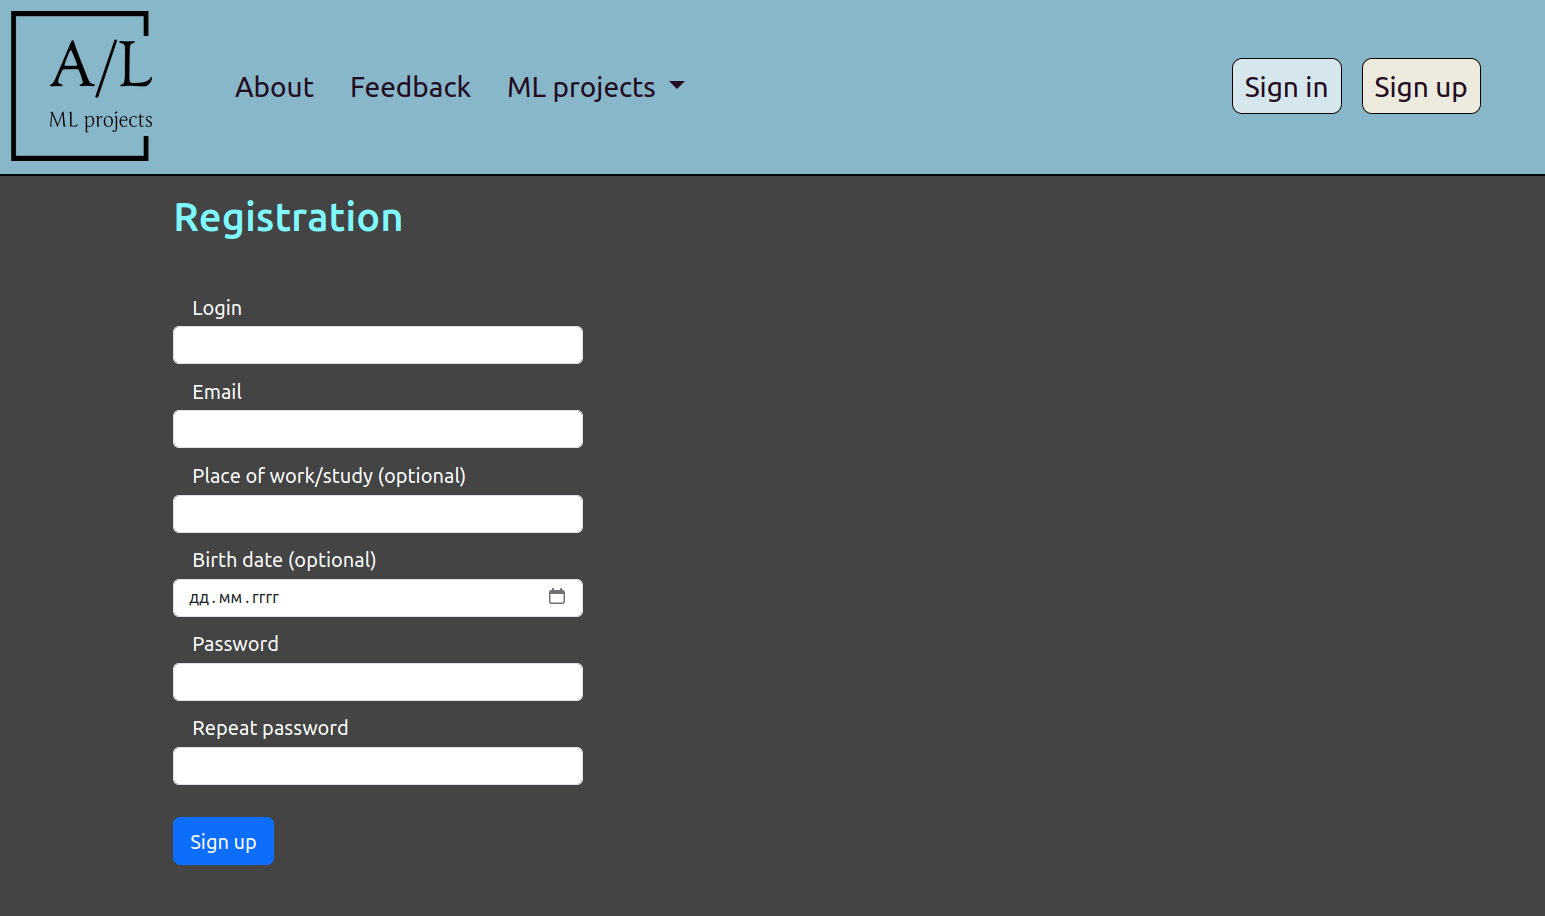 A/L
ML projects
About
Feedback
ML projects
Sign in
Sign up
Registration
Login
Email
Place of work/study (optional)
Birth date (optional)
дд.мм.гггг
Password
Repeat password
Sign up